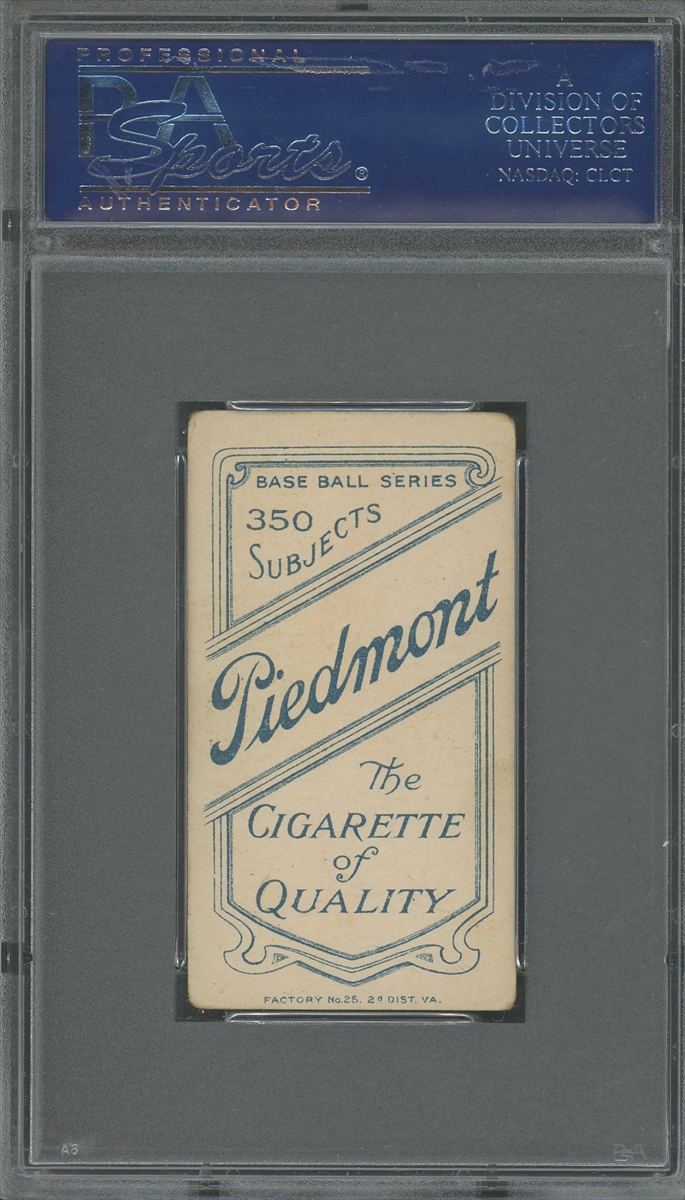 PROFESSIONAL
PSA
Sports®
AUTHENTICATOR
A
DIVISION OF
COLLECTORS
UNIVERSE
NASDAQ: CLCT
BASE BALL SERIES
350
SUBJECTS
Piedmont
The
CIGARETTE
of
QUALITY
FACTORY No.25, 2d DIST. VA.
PSA